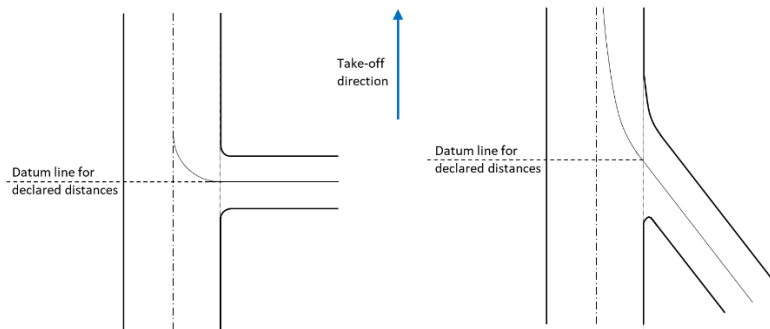 Take-off
direction
Datum line for
declared distances
Datum line for
declared distances